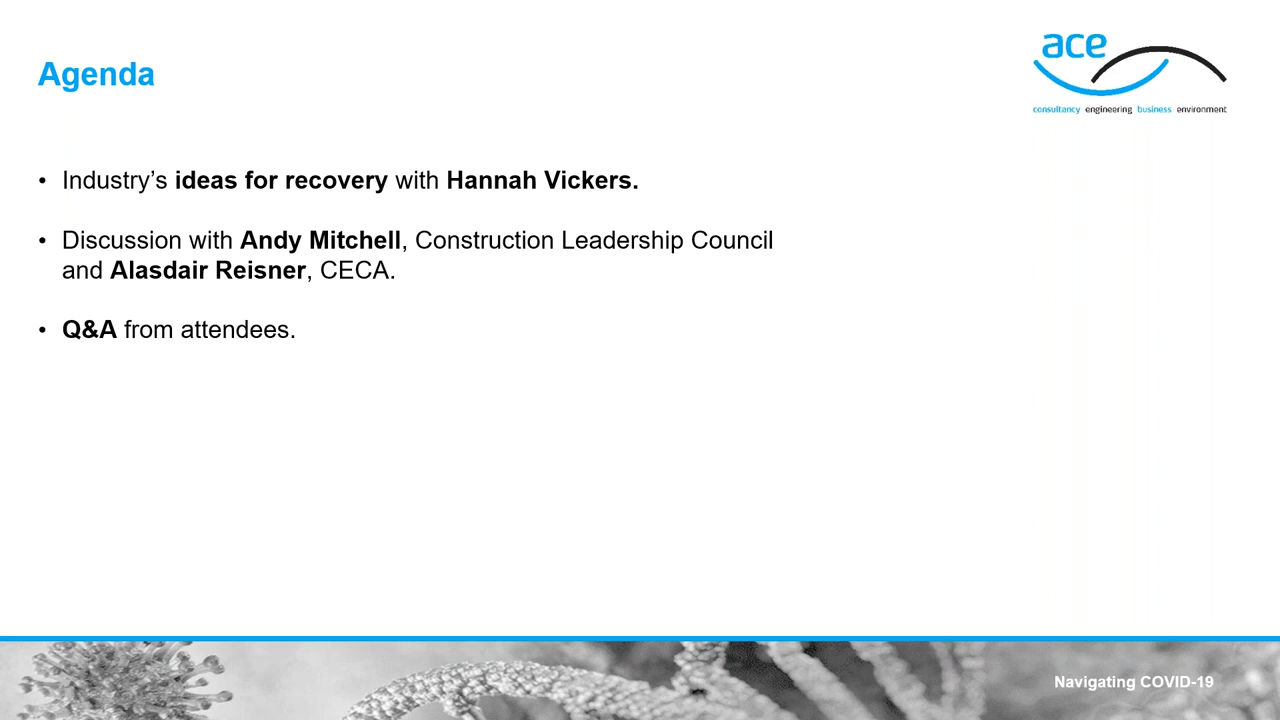 Agenda
ace
consultancy engineering business environment
• Industry’s ideas for recovery with Hannah Vickers.
• Discussion with Andy Mitchell, Construction Leadership Council
and Alasdair Reisner, CECA.
• Q&A from attendees.
Navigating COVID-19